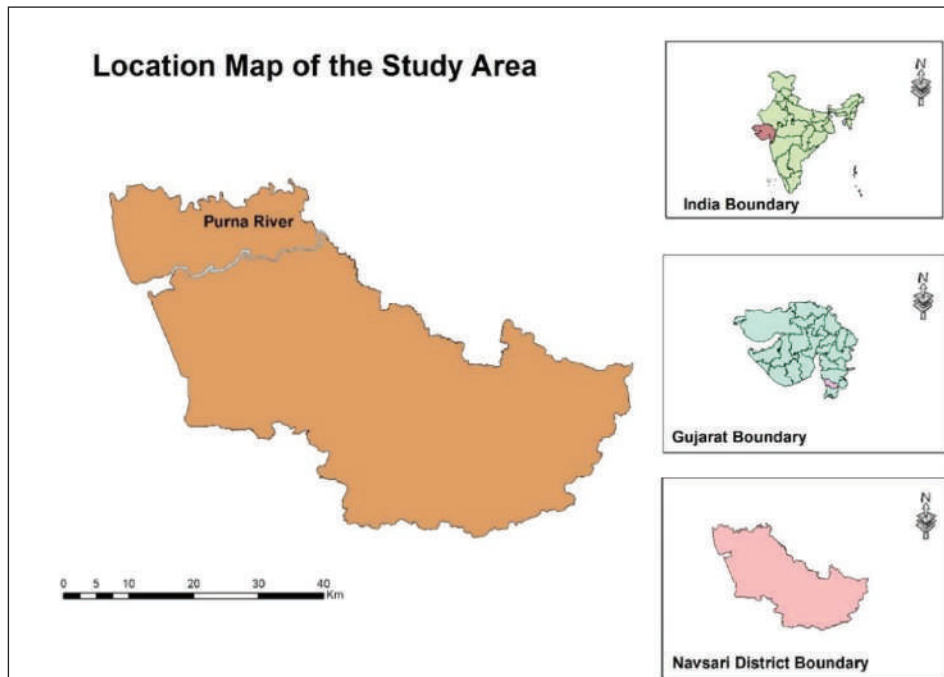 Location Map of the Study Area
Purna River
0 5 10 20 30 40
Km
N
India Boundary
N
Gujarat Boundary
N
Navsari District Boundary